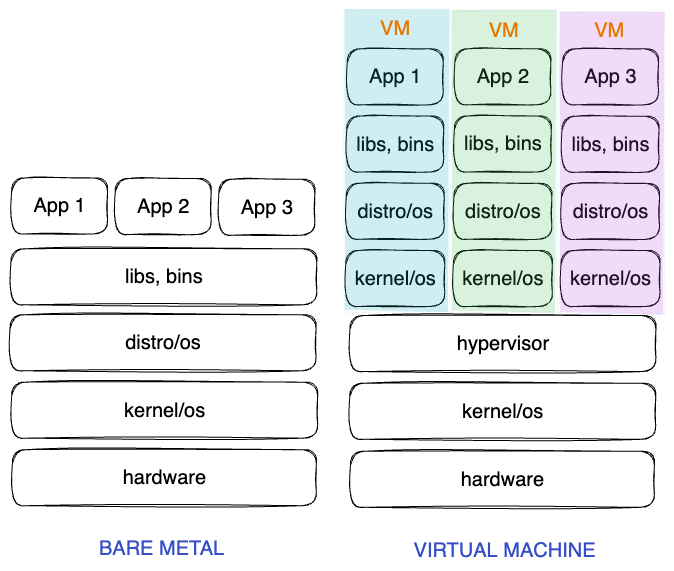 VM VM VM
App 1 App 2 App 3
libs, bins libs, bins libs, bins
distro/os distro/os distro/os
kernel/os kernel/os kernel/os
App 1 App 2 App 3
libs, bins
distro/os
kernel/os
hardware
hypervisor
kernel/os
hardware
BARE METAL
VIRTUAL MACHINE